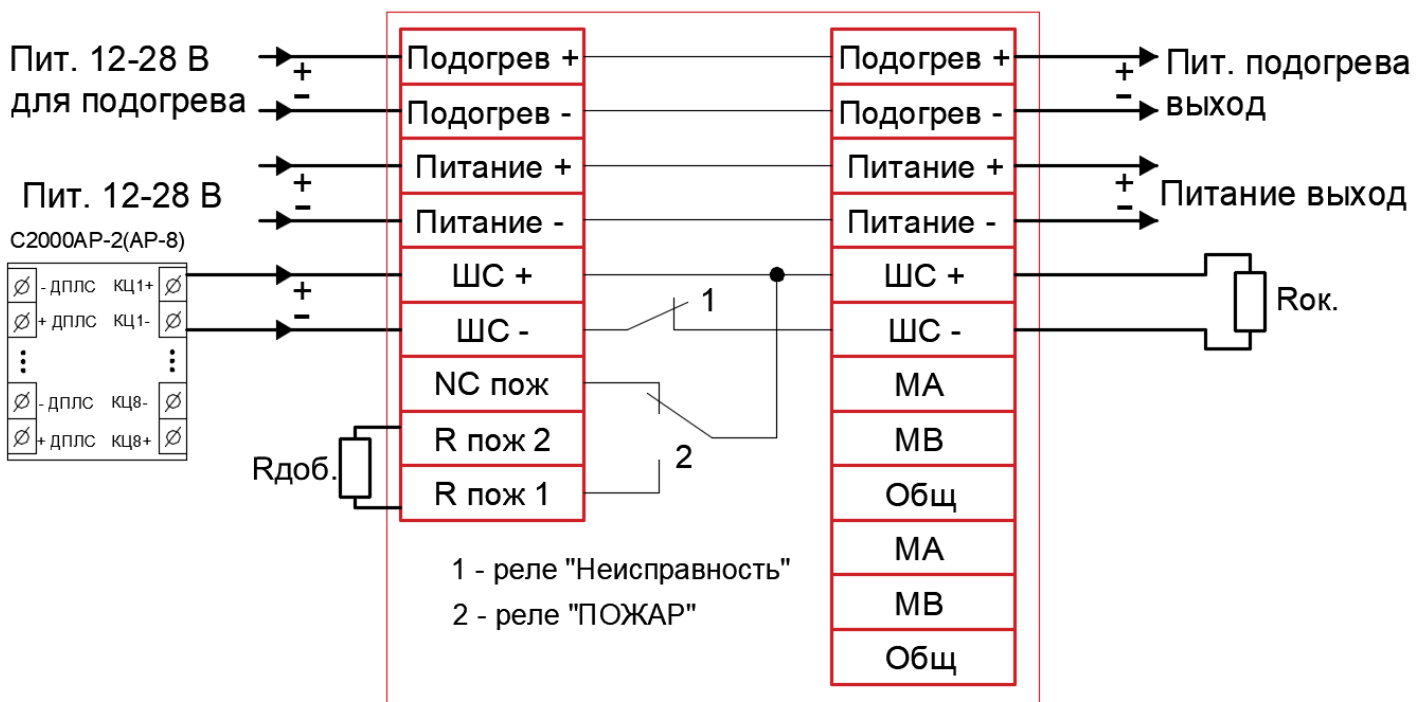 Пит. 12-28 В
для подогрева
+
-
Пит. 12-28 В
+
-
С2000АР-2(АР-8)
- ДПЛС КЦ1+
+ ДПЛС КЦ1-
- ДПЛС КЦ8-
+ ДПЛС КЦ8+
+
-
Rдоб.
Подогрев +
Подогрев -
Питание +
Питание -
ШС +
ШС -
NC пож
R пож 2
R пож 1
1
2
1 - реле "Неисправность"
2 - реле "ПОЖАР"
Подогрев +
Подогрев -
Питание +
Питание -
ШС +
ШС -
МА
МВ
Общ
МА
МВ
Общ
+
-
Пит. подогрева
выход
+
-
Питание выход
Rок.